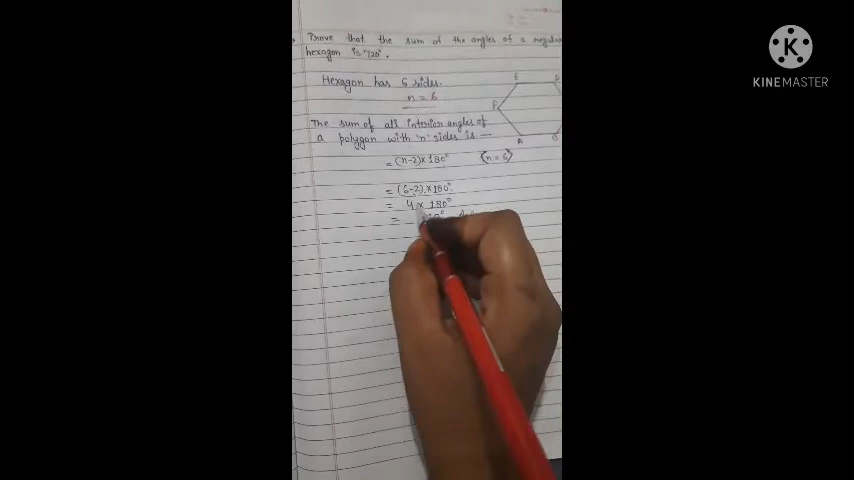 Prove that the sum of the angles of a regular
hexagon is 720°.
Hexagon has 6 sides.
n = 6
The sum of all interior angles of
a polygon with 'n' sides is —
= (n-2)×180° (n=6)
= (6-2)×180°
= 4 × 180°
=
E
D
F
A
B
K
KINEMASTER